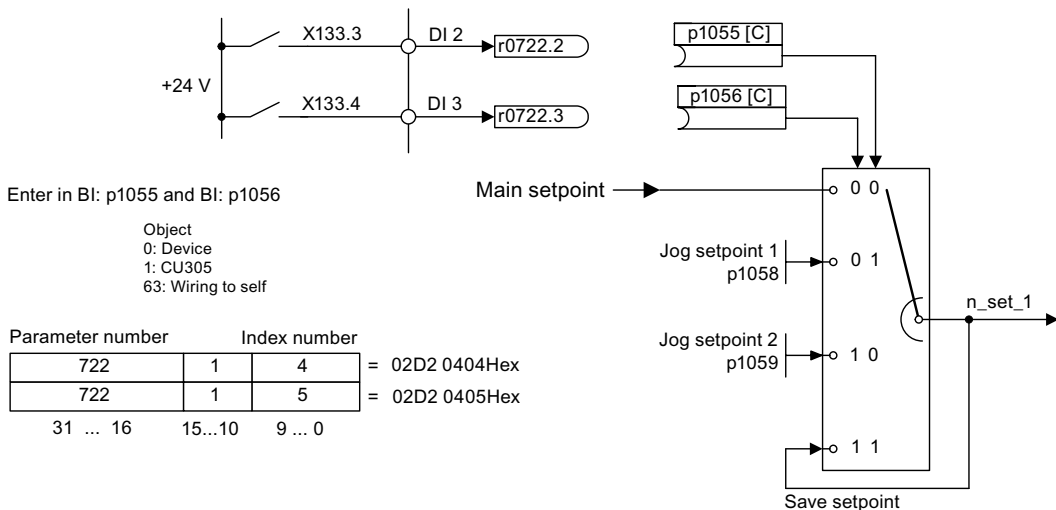 X133.3 DI 2 r0722.2
+24 V
X133.4 DI 3 r0722.3
p1055 [C]
p1056 [C]
Enter in BI: p1055 and BI: p1056
Object
0: Device
1: CU305
63: Wiring to self
Parameter number Index number
722 1 4 = 02D2 0404Hex
722 1 5 = 02D2 0405Hex
31 ... 16 15...10 9 ... 0
Main setpoint 0 0
Jog setpoint 1 0 1
p1058
n_set_1
Jog setpoint 2 1 0
p1059
1 1
Save setpoint